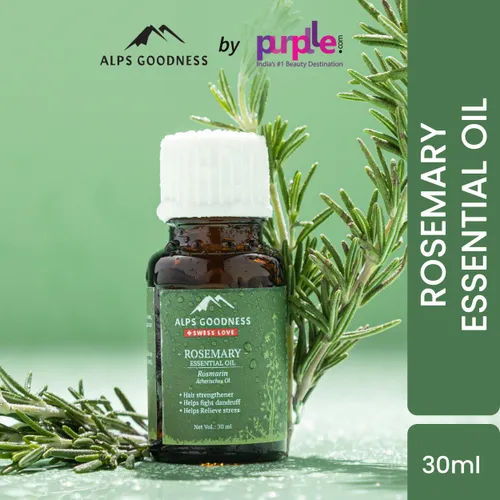 ALPS GOODNESS
by
purplle.com
India's #1 Beauty Destination
ROSEMARY
ESSENTIAL OIL
30ml
ALPS GOODNESS
SWISS LOVE
ROSEMARY
ESSENTIAL OIL
Rosmarin
Ätherisches Öl
• Hair strengthener
• Helps fight dandruff
• Helps Relieve stress
Net Vol.: 30 ml